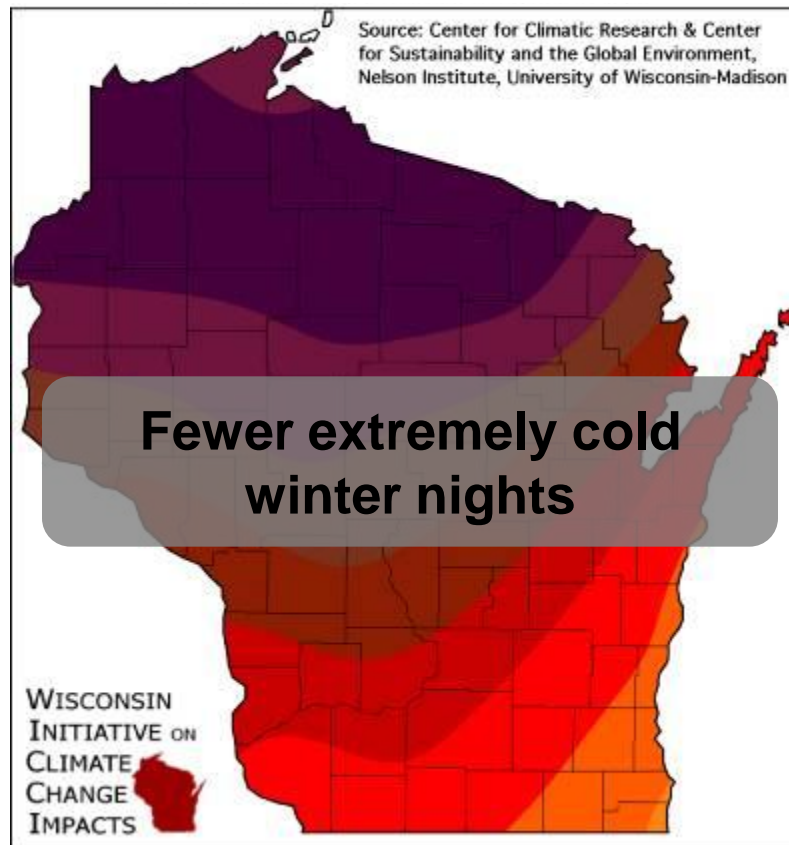 Source: Center for Climatic Research & Center
for Sustainability and the Global Environment,
Nelson Institute, University of Wisconsin-Madison
Fewer extremely cold
winter nights
WISCONSIN
INITIATIVE ON
CLIMATE
CHANGE
IMPACTS